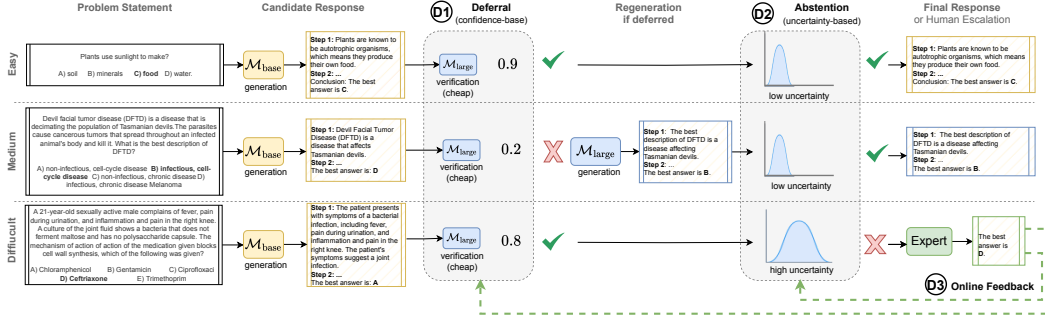 Problem Statement
Candidate Response
D1
Deferral
(confidence-base)
Regeneration
if deferred
D2
Abstention
(uncertainty-based)
Final Response
or Human Escalation
Easy
Plants use sunlight to make?
A) soil B) minerals C) food D) water.
M base
generation
Step 1: Plants are known to
be autotrophic organisms,
which means they produce
their own food.
Step 2: ...
Conclusion: The best
answer is C.
M large
verification
(cheap)
0.9
low uncertainty
Step 1: Plants are known to be
autotrophic organisms, which
means they produce their own
food.
Step 2: ...
Conclusion: The best answer is C.
Medium
Devil facial tumor disease (DFTD) is a disease that is
decimating the population of Tasmanian devils.The parasites
cause cancerous tumors that spread throughout an infected
animal's body and kill it. What is the best description of
DFTD?
A) non-infectious, cell-cycle disease B) infectious, cell-
cycle disease C) non-infectious, chronic disease D)
infectious, chronic disease Melanoma
M base
generation
Step 1: Devil Facial Tumor
Disease (DFTD) is a
disease that affects
Tasmanian devils.
Step 2: ...
The best answer is: D
M large
verification
(cheap)
0.2
M large
generation
Step 1: The best
description of DFTD is a
disease affecting
Tasmanian devils.
Step 2: ...
The best answer is B.
low uncertainty
Step 1: The best description of
DFTD is a disease affecting
Tasmanian devils.
Step 2: ...
The best answer is B.
Diffiucult
A 21-year-old sexually active male complains of fever, pain
during urination, and inflammation and pain in the right knee.
A culture of the joint fluid shows a bacteria that does not
ferment maltose and has no polysaccharide capsule. The
mechanism of action of action of the medication given blocks
cell wall synthesis, which of the following was given?
A) Chloramphenicol B) Gentamicin C) Ciprofloxaci
D) Ceftriaxone E) Trimethoprim
M base
generation
Step 1: The patient presents
with symptoms of a bacterial
infection, including fever,
pain during urination, and
inflammation and pain in the
right knee. The patient's
symptoms suggest a joint
infection.
Step 2: ...
The best answer is: A
M large
verification
(cheap)
0.8
high uncertainty
Expert
The best
answer is
D.
D3
Online Feedback